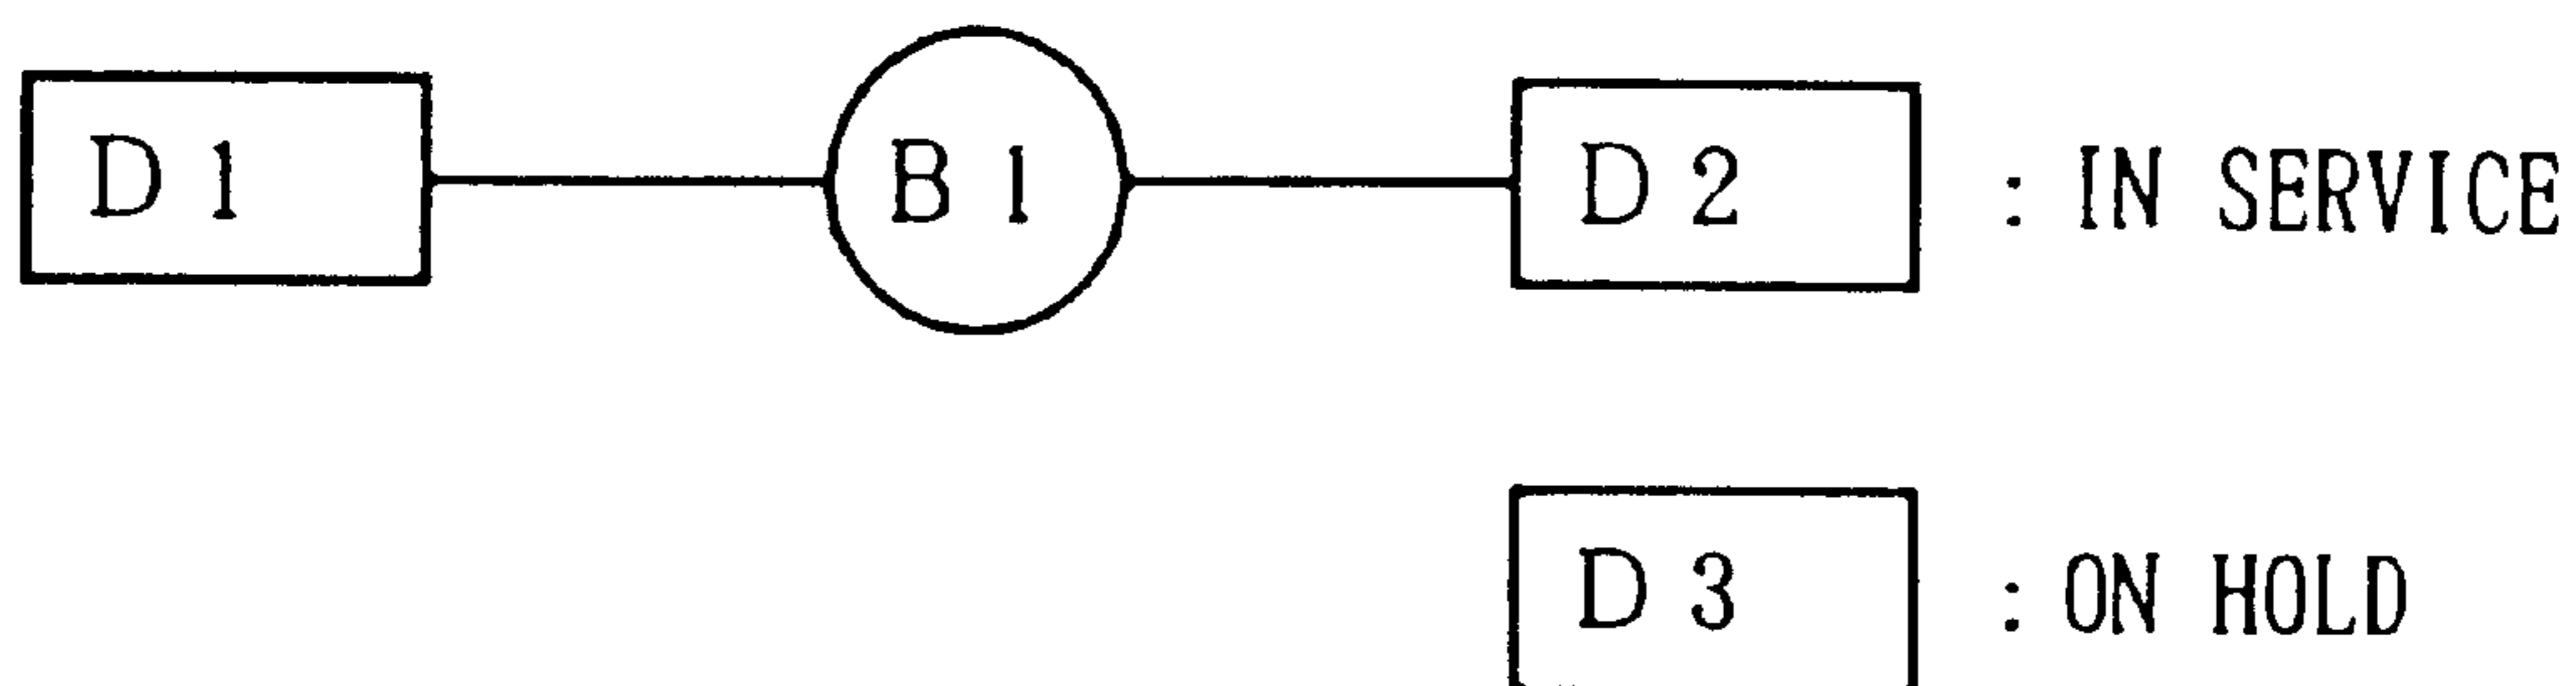 D1 B1 D2 : IN SERVICE
D3 : ON HOLD